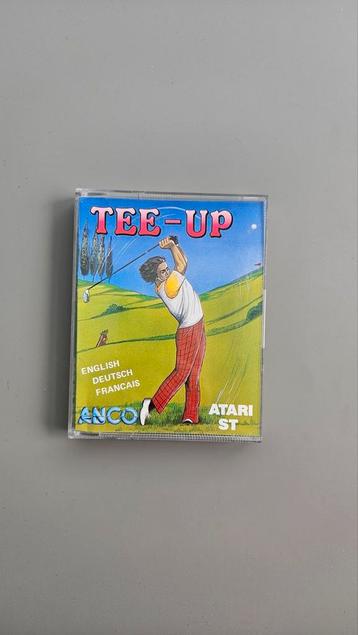 TEE-UP
ENGLISH
DEUTSCH
FRANCAIS
ANCO
ATARI
ST